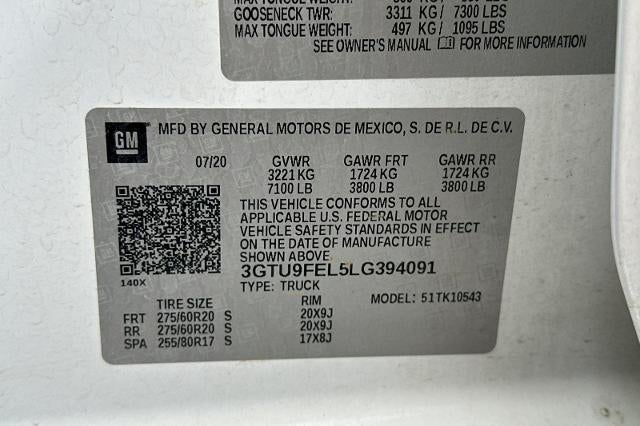 GOOSENECK TWR: 3311 KG / 7300 LBS
MAX TONGUE WEIGHT: 497 KG / 1095 LBS
SEE OWNER'S MANUAL FOR MORE INFORMATION
GM
MFD BY GENERAL MOTORS DE MEXICO, S. DE R.L. DE C.V.
07/20 GVWR GAWR FRT GAWR RR
3221 KG 1724 KG 1724 KG
7100 LB 3800 LB 3800 LB
THIS VEHICLE CONFORMS TO ALL
APPLICABLE U.S. FEDERAL MOTOR
VEHICLE SAFETY STANDARDS IN EFFECT
ON THE DATE OF MANUFACTURE
SHOWN ABOVE.
3GTU9FEL5LG394091
140X TYPE: TRUCK MODEL: 51TK10543
TIRE SIZE RIM
FRT 275/60R20 S 20X9J
RR 275/60R20 S 20X9J
SPA 255/80R17 S 17X8J